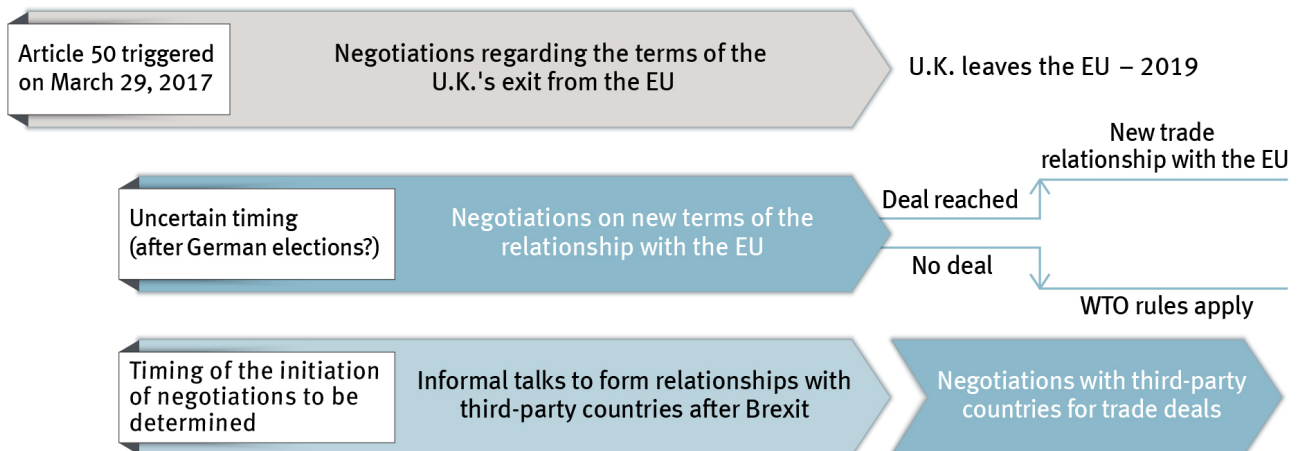 Article 50 triggered
on March 29, 2017
Negotiations regarding the terms of the
U.K.'s exit from the EU
U.K. leaves the EU – 2019
Uncertain timing
(after German elections?)
Negotiations on new terms of the
relationship with the EU
Deal reached
New trade
relationship with the EU
No deal
WTO rules apply
Timing of the initiation
of negotiations to be
determined
Informal talks to form relationships with
third-party countries after Brexit
Negotiations with third-party
countries for trade deals